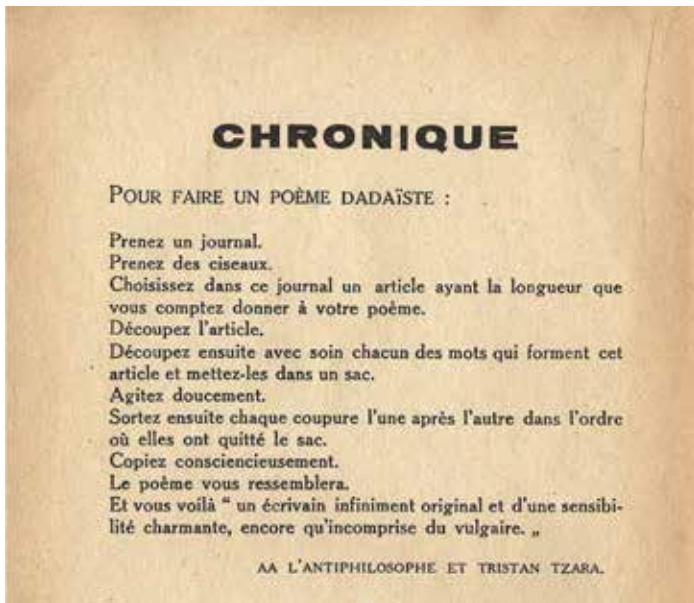 CHRONIQUE
POUR FAIRE UN POÈME DADAÏSTE :
Prenez un journal.
Prenez des ciseaux.
Choisissez dans ce journal un article ayant la longueur que
vous comptez donner à votre poème.
Découpez l'article.
Découpez ensuite avec soin chacun des mots qui forment cet
article et mettez-les dans un sac.
Agitez doucement.
Sortez ensuite chaque coupure l'une après l'autre dans l'ordre
où elles ont quitté le sac.
Copiez consciencieusement.
Le poème vous ressemblera.
Et vous voilà “ un écrivain infiniment original et d'une sensibi-
lité charmante, encore qu'incomprise du vulgaire. „
AA L'ANTIPHILOSOPHE ET TRISTAN TZARA.